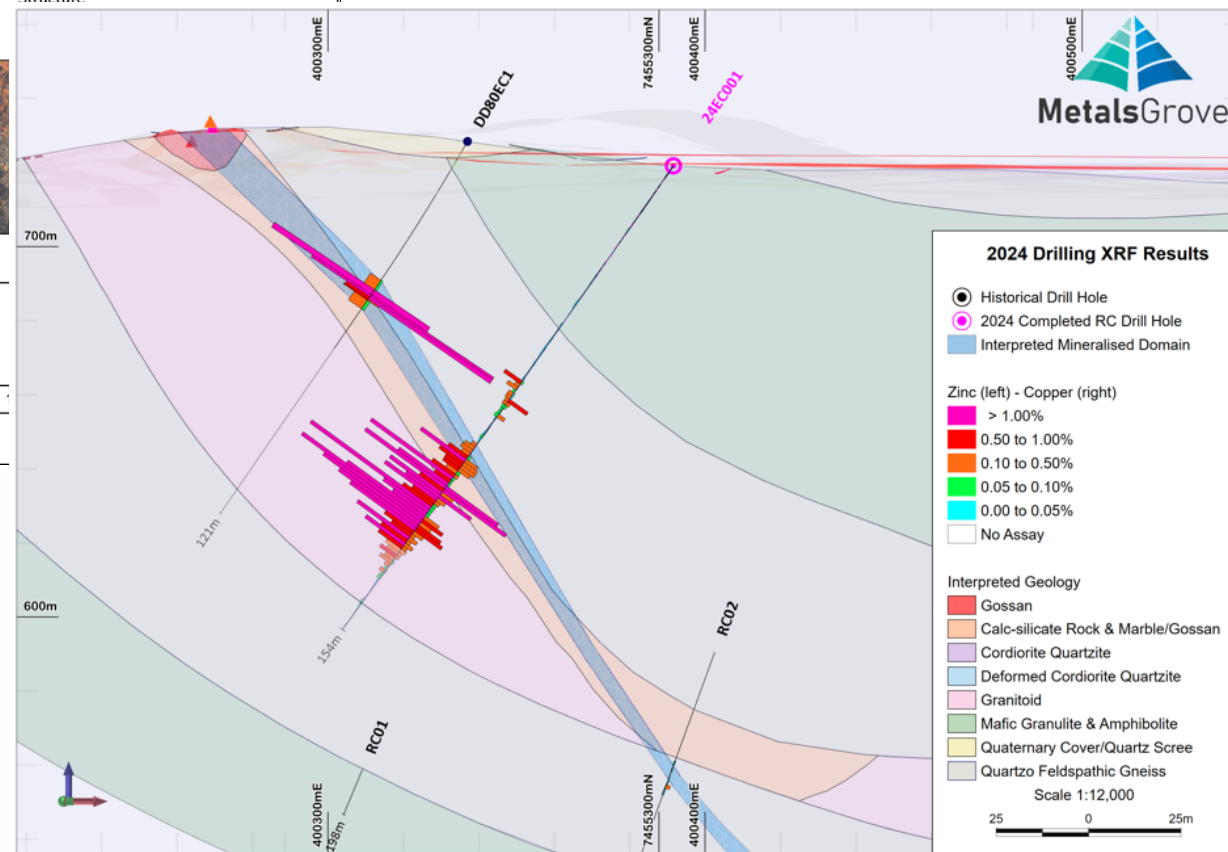 400300mE
DD80EC1
7455300mN
400400mE
24EC001
400500mE
MetalsGrove
700m
600m
121m
154m
RC01
198m
RC02
400300mE
7455300mN
400400mE
2024 Drilling XRF Results
Historical Drill Hole
2024 Completed RC Drill Hole
Interpreted Mineralised Domain
Zinc (left) - Copper (right)
> 1.00%
0.50 to 1.00%
0.10 to 0.50%
0.05 to 0.10%
0.00 to 0.05%
No Assay
Interpreted Geology
Gossan
Calc-silicate Rock & Marble/Gossan
Cordiorite Quartzite
Deformed Cordiorite Quartzite
Granitoid
Mafic Granulite & Amphibolite
Quaternary Cover/Quartz Scree
Quartzo Feldspathic Gneiss
Scale 1:12,000
25 0 25m